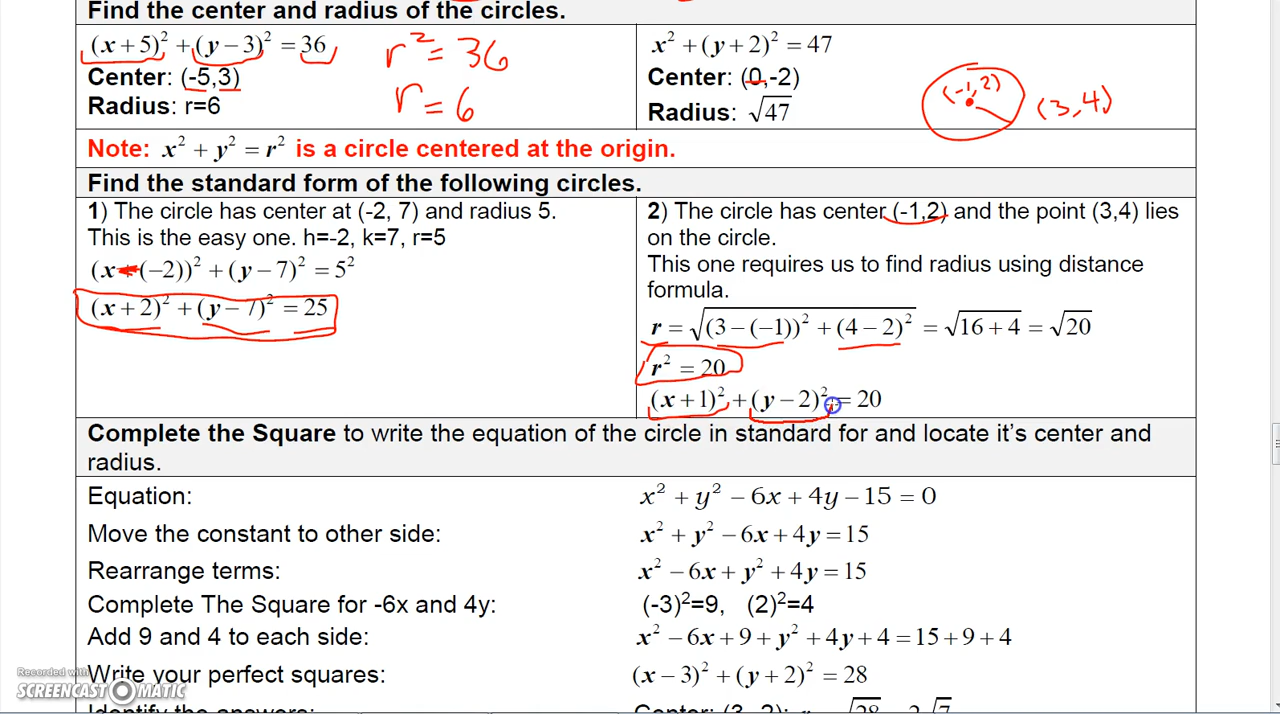 Find the center and radius of the circles.
(x + 5)² + (y − 3)² = 36
Center: (-5,3)
Radius: r=6
r² = 36
r = 6
x² + (y + 2)² = 47
Center: (0,-2)
Radius: √47
(-1,2)
(3,4)
Note: x² + y² = r² is a circle centered at the origin.
Find the standard form of the following circles.
1) The circle has center at (-2, 7) and radius 5.
This is the easy one. h=-2, k=7, r=5
(x − (−2))² + (y − 7)² = 5²
(x + 2)² + (y − 7)² = 25
2) The circle has center (-1,2) and the point (3,4) lies
on the circle.
This one requires us to find radius using distance
formula.
r = √((3 − (−1))² + (4 − 2)²) = √(16 + 4) = √20
r² = 20
(x + 1)² + (y − 2)² = 20
Complete the Square to write the equation of the circle in standard for and locate it's center and
radius.
Equation: x² + y² − 6x + 4y − 15 = 0
Move the constant to other side: x² + y² − 6x + 4y = 15
Rearrange terms: x² − 6x + y² + 4y = 15
Complete The Square for -6x and 4y: (-3)²=9, (2)²=4
Add 9 and 4 to each side: x² − 6x + 9 + y² + 4y + 4 = 15 + 9 + 4
Write your perfect squares: (x − 3)² + (y + 2)² = 28
Identify the answers:
Recorded with
SCREENCAST-O-MATIC